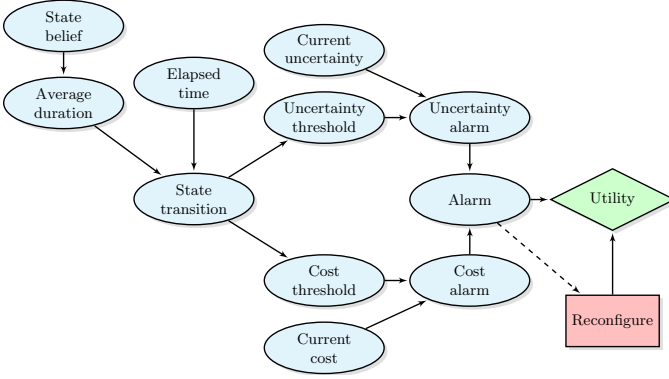 State
belief
Current
uncertainty
Elapsed
time
Average
duration
Uncertainty
threshold
Uncertainty
alarm
State
transition
Alarm
Utility
Cost
threshold
Cost
alarm
Reconfigure
Current
cost